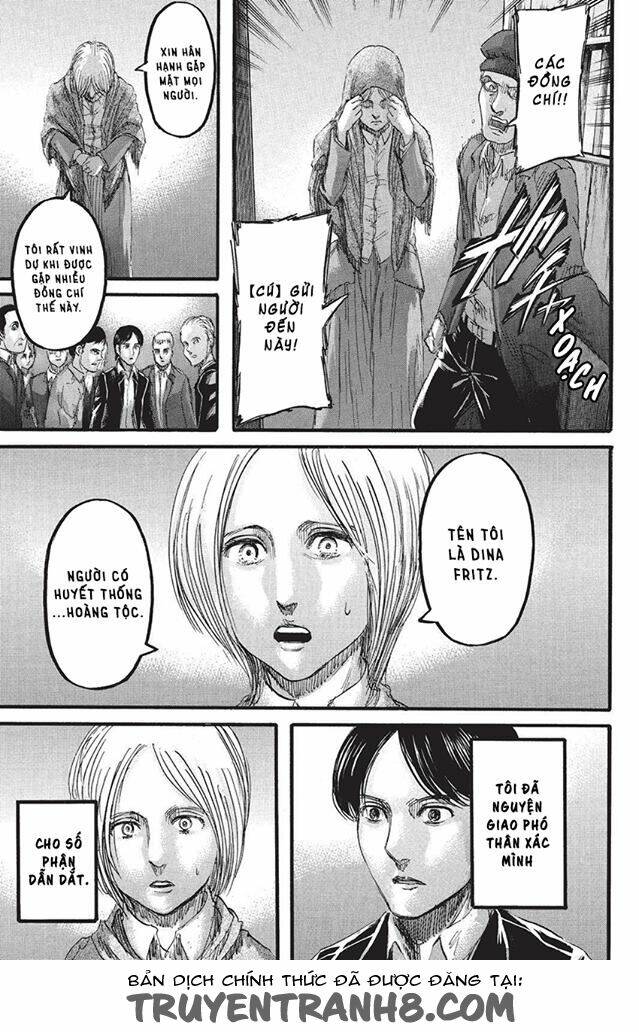 CÁC
ĐỒNG
CHÍ!!
[CÚ] GỬI
NGƯỜI
ĐẾN
NÀY!
XOẠCH
XIN HÂN
HẠNH GẶP
MẶT MỌI
NGƯỜI.
TÔI RẤT VINH
DỰ KHI ĐƯỢC
GẶP NHIỀU
ĐỒNG CHÍ
THẾ NÀY.
TÊN TÔI
LÀ DINA
FRITZ.
NGƯỜI CÓ
HUYẾT THỐNG
...HOÀNG TỘC.
TÔI ĐÃ
NGUYỆN
GIAO PHÓ
THÂN XÁC
MÌNH
CHO SỐ
PHẬN
DẪN DẮT.
BẢN DỊCH CHÍNH THỨC ĐÃ ĐƯỢC ĐĂNG TẠI:
TRUYENTRANH8.COM